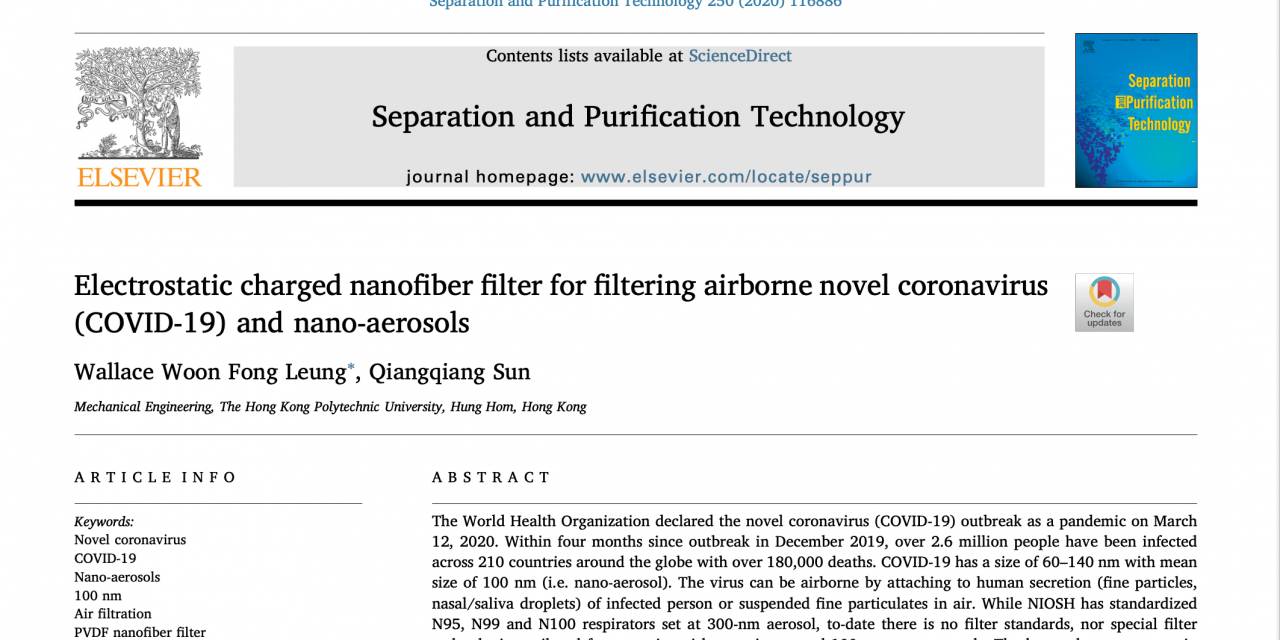 Separation and Purification Technology 250 (2020) 116886
Contents lists available at ScienceDirect
Separation and Purification Technology
journal homepage: www.elsevier.com/locate/seppur
ELSEVIER
Separation
Purification
Technology
Electrostatic charged nanofiber filter for filtering airborne novel coronavirus
(COVID-19) and nano-aerosols
Check for
updates
Wallace Woon Fong Leung*, Qiangqiang Sun
Mechanical Engineering, The Hong Kong Polytechnic University, Hung Hom, Hong Kong
ARTICLE INFO
Keywords:
Novel coronavirus
COVID-19
Nano-aerosols
100 nm
Air filtration
PVDF nanofiber filter
ABSTRACT
The World Health Organization declared the novel coronavirus (COVID-19) outbreak as a pandemic on March
12, 2020. Within four months since outbreak in December 2019, over 2.6 million people have been infected
across 210 countries around the globe with over 180,000 deaths. COVID-19 has a size of 60–140 nm with mean
size of 100 nm (i.e. nano-aerosol). The virus can be airborne by attaching to human secretion (fine particles,
nasal/saliva droplets) of infected person or suspended fine particulates in air. While NIOSH has standardized
N95, N99 and N100 respirators set at 300-nm aerosol, to-date there is no filter standards, nor special filter